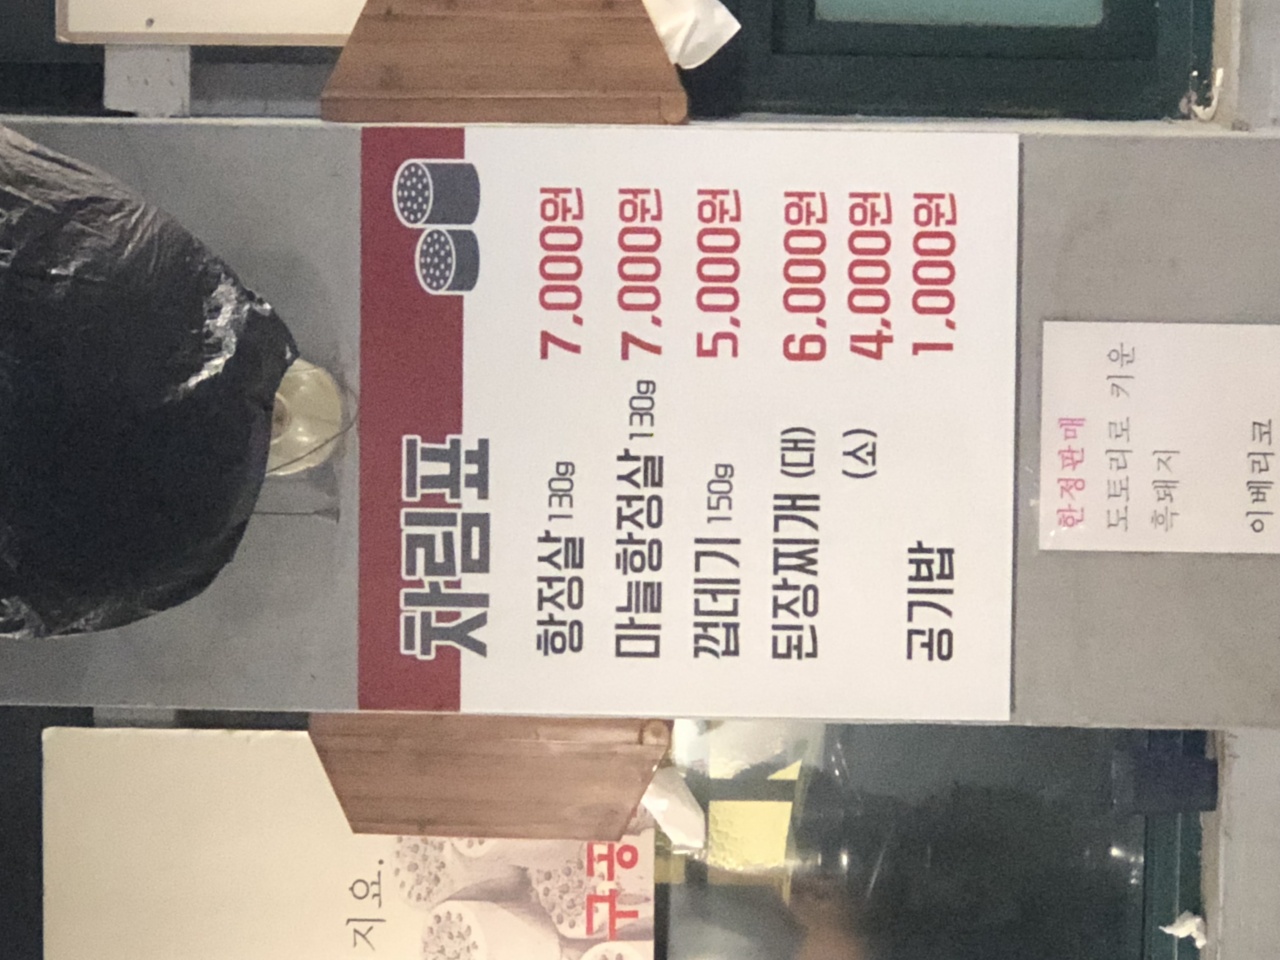 차림표
항정살 130g 7,000원
마늘항정살 130g 7,000원
껍데기 150g 5,000원
된장찌개 (대) 6,000원
(소) 4,000원
공기밥 1,000원
한정판매
도토리로 키운
흑돼지
이베리코
지요.
구공